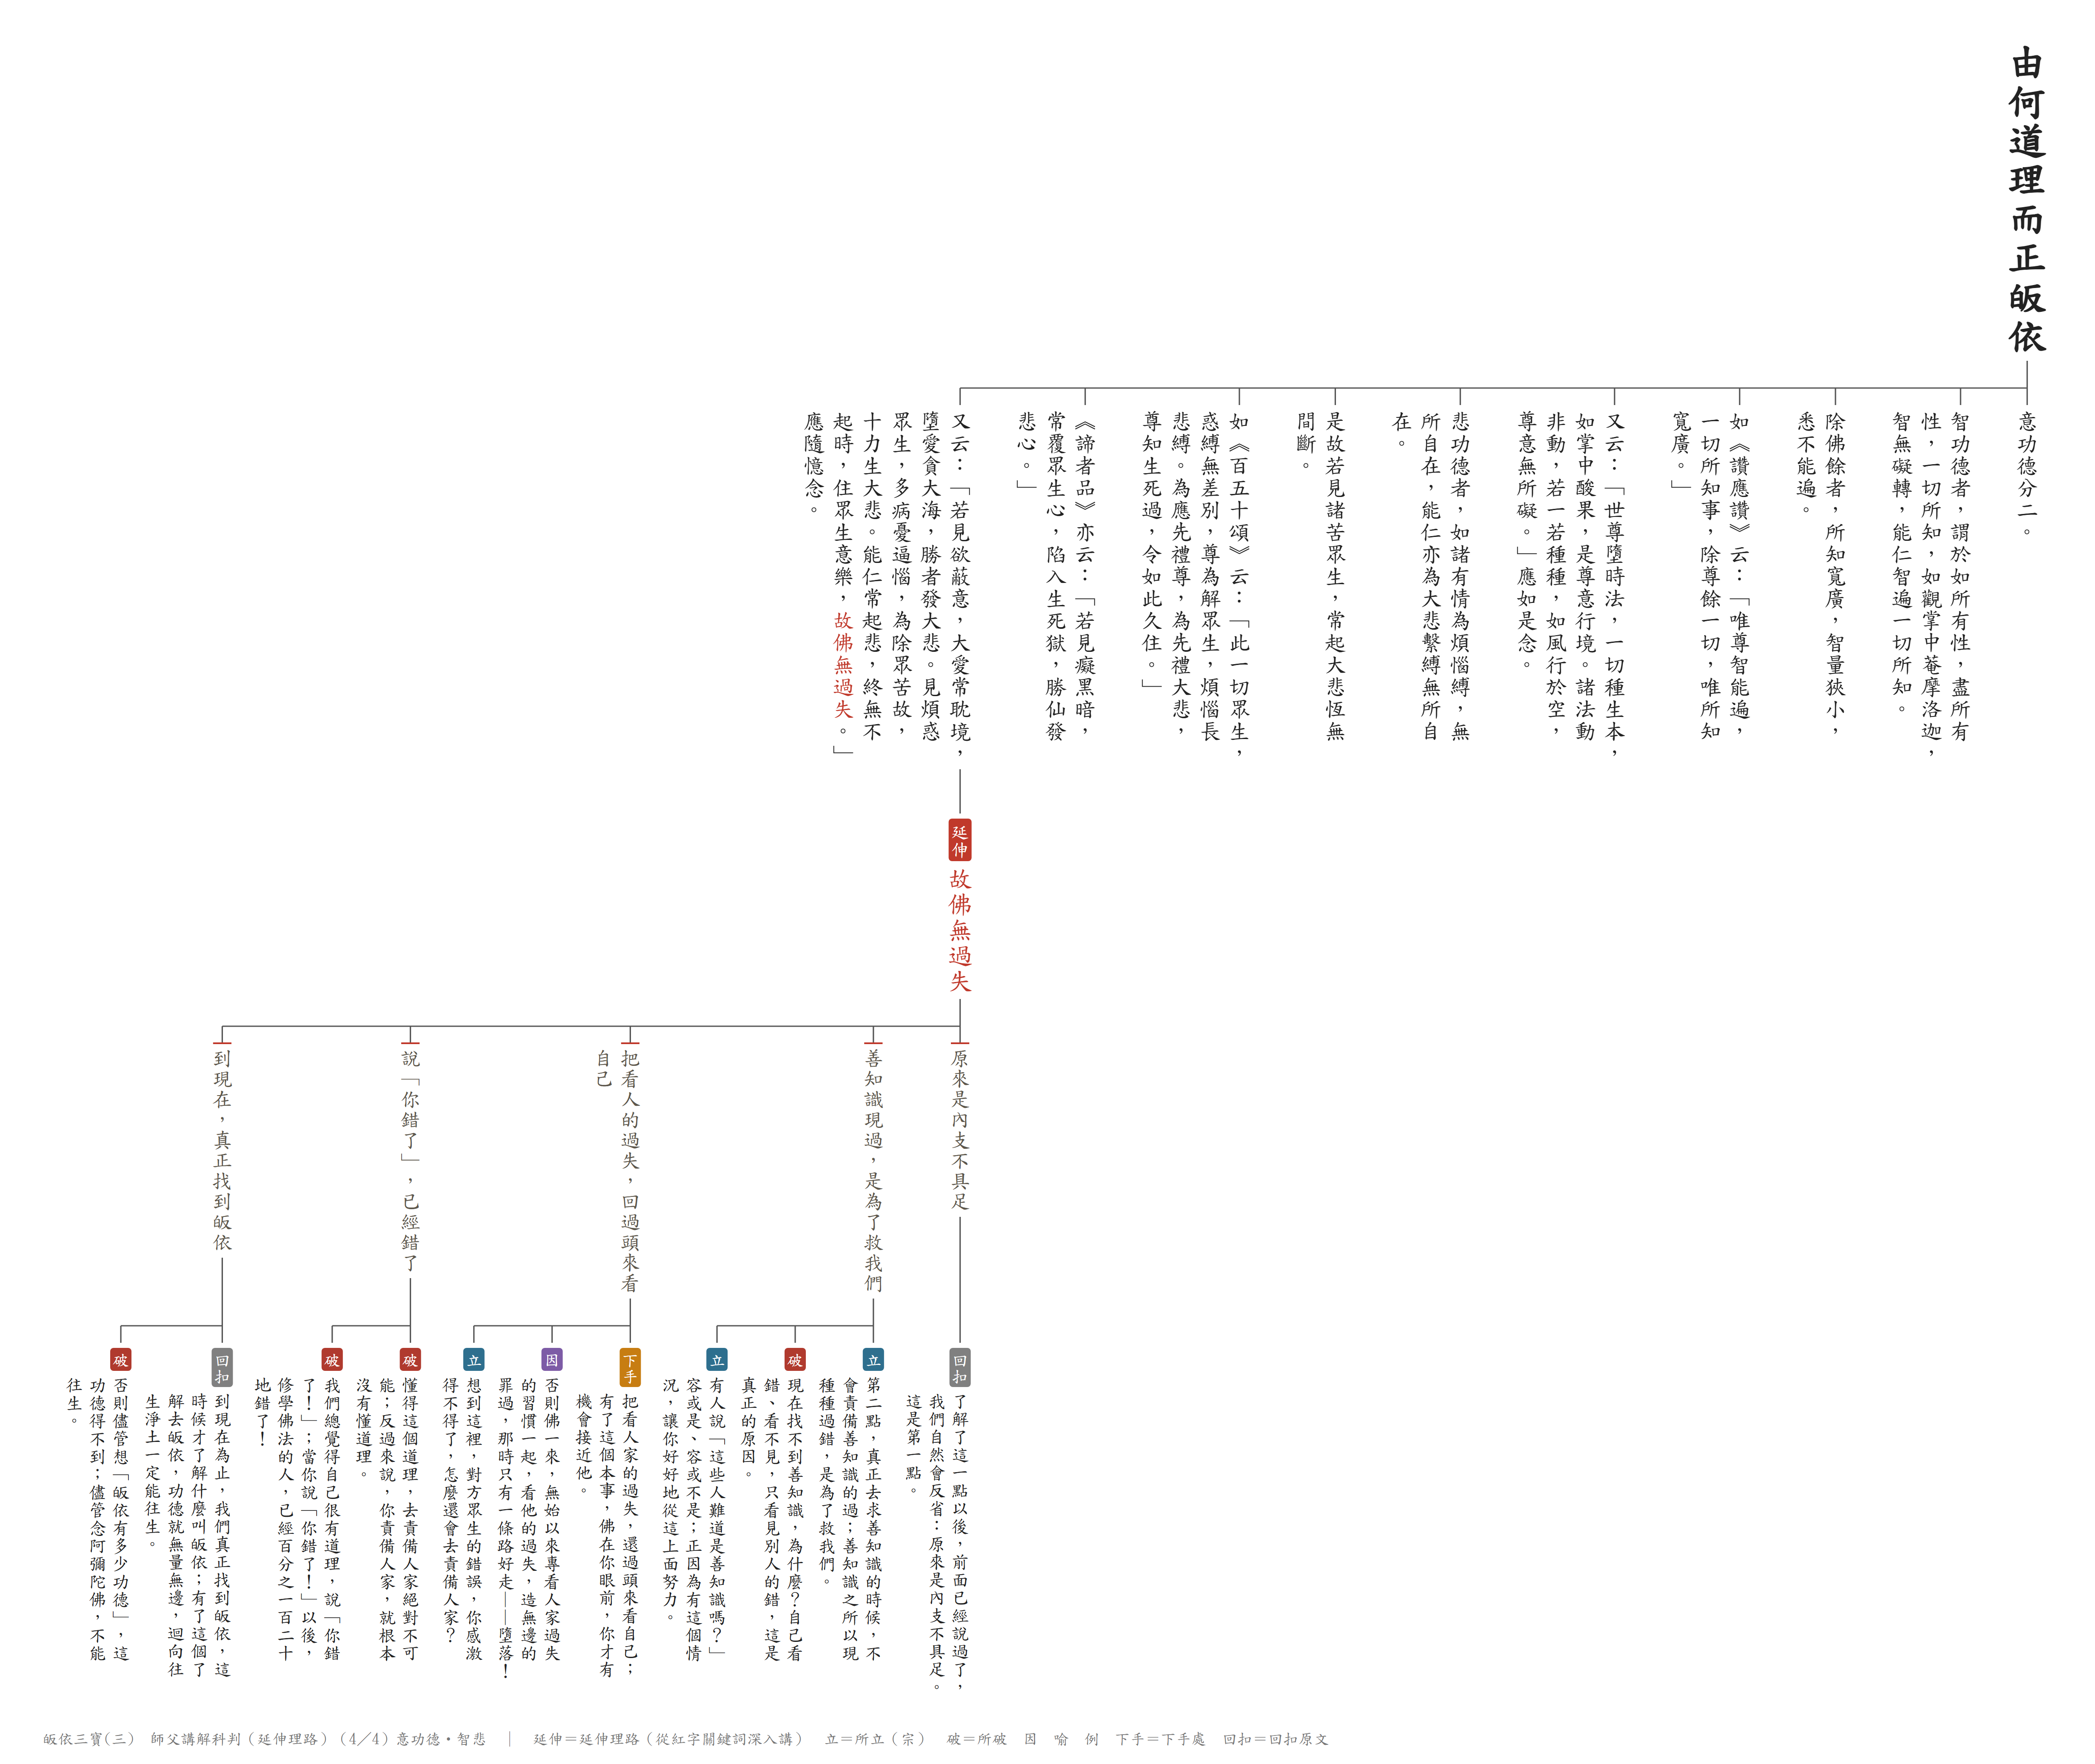 由何道理而正皈依
意功德分二。
智功德者，謂於如所有性，盡所有
性，一切所知，如觀掌中菴摩洛迦，
智無礙轉，能仁智遍一切所知。
除佛餘者，所知寬廣，智量狹小，
悉不能遍。
如《讚應讚》云：「唯尊智能遍，
一切所知事，除尊餘一切，唯所知
寬廣。」
又云：「世尊墮時法，一切種生本，
如掌中酸果，是尊意行境。諸法動
非動，若一若種種，如風行於空，
尊意無所礙。」應如是念。
悲功德者，如諸有情為煩惱縛，無
所自在，能仁亦為大悲繫縛無所自
在。
是故若見諸苦眾生，常起大悲恆無
間斷。
如《百五十頌》云：「此一切眾生，
惑縛無差別，尊為解眾生，煩惱長
悲縛。為應先禮尊，為先禮大悲，
尊知生死過，令如此久住。」
《諦者品》亦云：「若見癡黑暗，
常覆眾生心，陷入生死獄，勝仙發
悲心。」
又云：「若見欲蔽意，大愛常耽境，
墮愛貪大海，勝者發大悲。見煩惑
眾生，多病憂逼惱，為除眾苦故，
十力生大悲。能仁常起悲，終無不
起時，住眾生意樂，故佛無過失。」
應隨憶念。
延伸
故佛無過失
原來是內支不具足
回扣
了解了這一點以後，前面已經說過了，
我們自然會反省：原來是內支不具足。
這是第一點。
善知識現過，是為了救我們
立
第二點，真正去求善知識的時候，不
會責備善知識的過；善知識之所以現
種種過錯，是為了救我們。
破
現在找不到善知識，為什麼？自己看
錯、看不見，只看見別人的錯，這是
真正的原因。
立
有人說「這些人難道是善知識嗎？」
容或是、容或不是；正因為有這個情
況，讓你好好地從這上面努力。
把看人的過失，回過頭來看
自己
下手
把看人家的過失，還過頭來看自己；
有了這個本事，佛在你眼前，你才有
機會接近他。
因
否則佛一來，無始以來專看人家過失
的習慣一起，看他的過失，造無邊的
罪過，那時只有一條路好走——墮落！
立
想到這裡，對方眾生的錯誤，你感激
得不得了，怎麼還會去責備人家？
說「你錯了」，已經錯了
破
懂得這個道理，去責備人家絕對不可
能；反過來說，你責備人家，就根本
沒有懂道理。
破
我們總覺得自己很有道理，說「你錯
了！」；當你說「你錯了！」以後，
修學佛法的人，已經百分之一百二十
地錯了！
到現在，真正找到皈依
回扣
到現在為止，我們真正找到皈依，這
時候才了解什麼叫皈依；有了這個了
解去皈依，功德就無量無邊，迴向往
生淨土一定能往生。
破
否則儘管想「皈依有多少功德」，這
功德得不到；儘管念阿彌陀佛，不能
往生。
皈依三寶(三)　師父講解科判（延伸理路）（4／4）意功德・智悲　｜　延伸＝延伸理路（從紅字關鍵詞深入講）　立＝所立（宗）　破＝所破　因　喻　例　下手＝下手處　回扣＝回扣原文